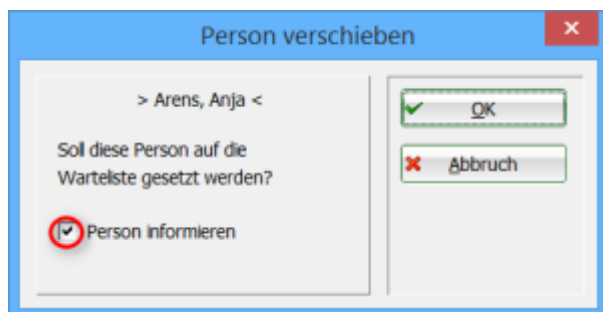 Person verschieben
> Arens, Anja <
Soll diese Person auf die
Warteliste gesetzt werden?
Person informieren
OK
Abbruch